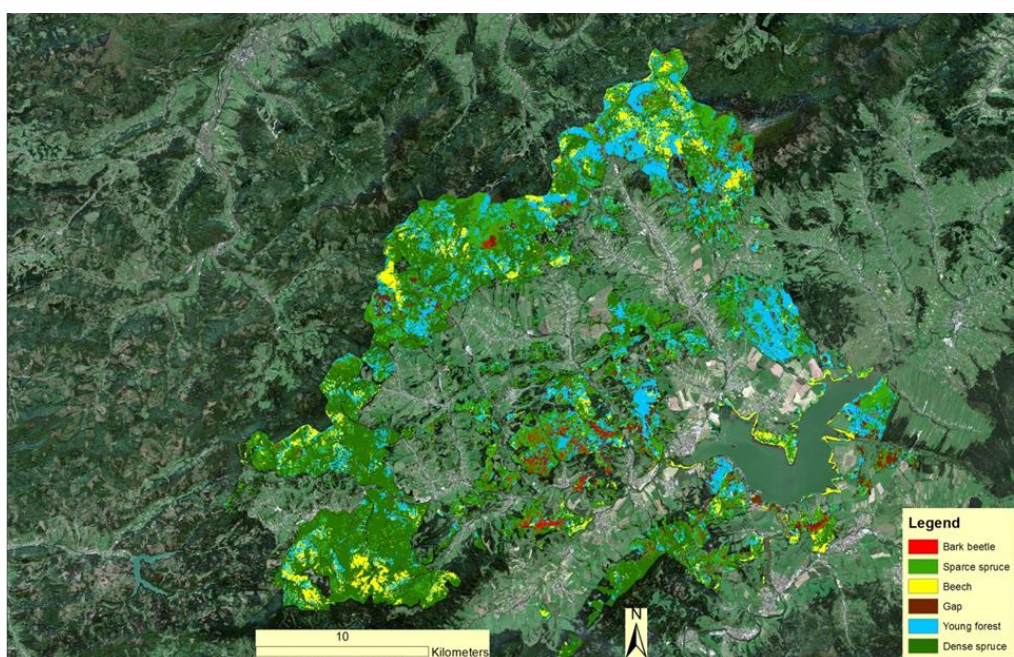 Legend
Bark beetle
Sparce spruce
Beech
Gap
Young forest
Dense spruce
N
10
Kilometers